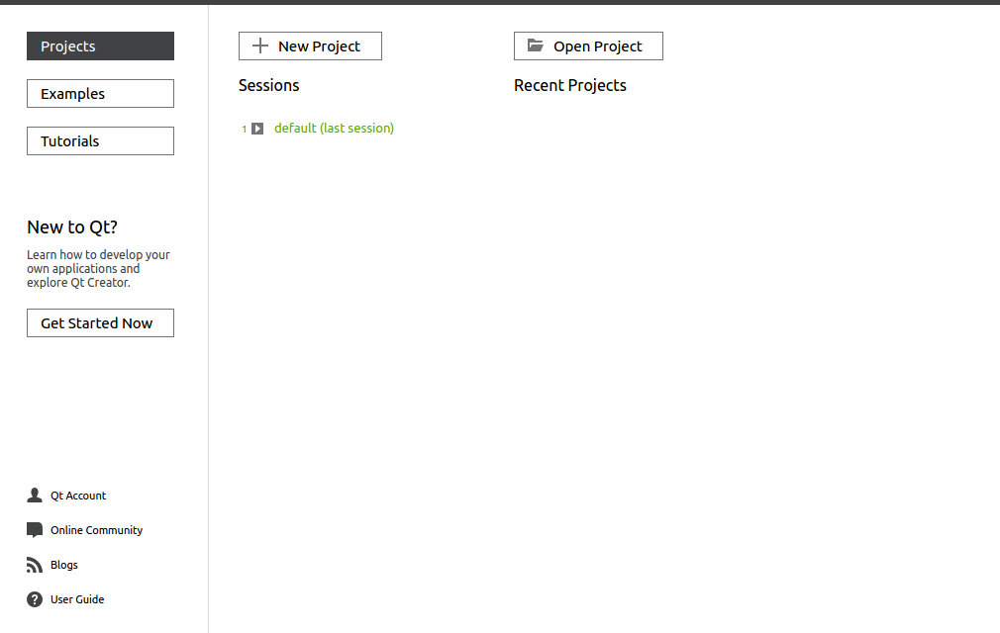 Projects
Examples
Tutorials
New to Qt?
Learn how to develop your
own applications and
explore Qt Creator.
Get Started Now
Qt Account
Online Community
Blogs
User Guide
New Project
Open Project
Sessions
Recent Projects
1 default (last session)